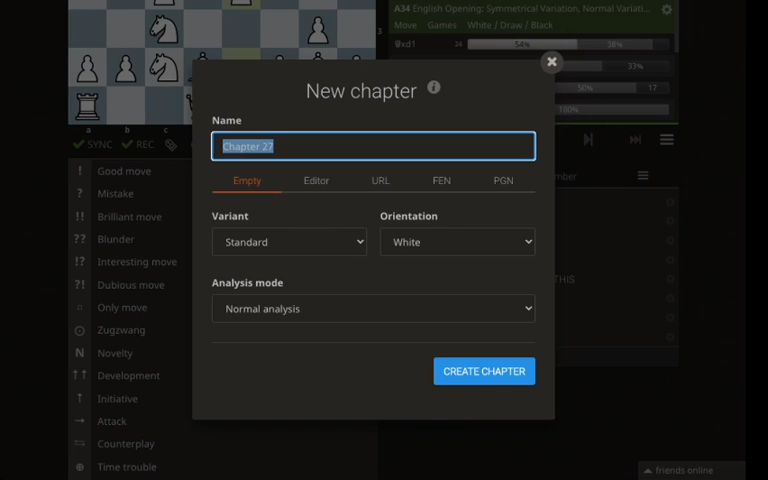 A34 English Opening: Symmetrical Variation, Normal Variati...
Move Games White / Draw / Black
3
54% 38%
24
33%
50% 17
100%
New chapter
Name
Chapter 27
Empty Editor URL FEN PGN
Variant Orientation
Standard White
Analysis mode
Normal analysis
CREATE CHAPTER
a b c
SYNC REC
! Good move
? Mistake
!! Brilliant move
?? Blunder
!? Interesting move
?! Dubious move
□ Only move
⊙ Zugzwang
N Novelty
↑↑ Development
↑ Initiative
→ Attack
⇆ Counterplay
⊕ Time trouble
THIS
friends online